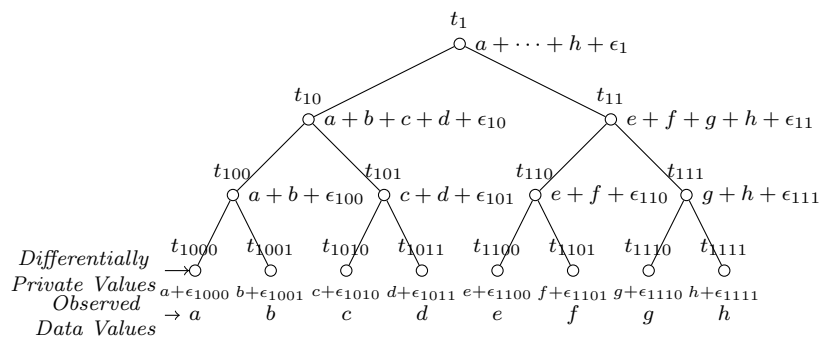 t₁
a + ⋯ + h + ϵ₁
t₁₀ t₁₁
a + b + c + d + ϵ₁₀ e + f + g + h + ϵ₁₁
t₁₀₀ t₁₀₁ t₁₁₀ t₁₁₁
a + b + ϵ₁₀₀ c + d + ϵ₁₀₁ e + f + ϵ₁₁₀ g + h + ϵ₁₁₁
t₁₀₀₀ t₁₀₀₁ t₁₀₁₀ t₁₀₁₁ t₁₁₀₀ t₁₁₀₁ t₁₁₁₀ t₁₁₁₁
Differentially
Private Values → a+ϵ₁₀₀₀ b+ϵ₁₀₀₁ c+ϵ₁₀₁₀ d+ϵ₁₀₁₁ e+ϵ₁₁₀₀ f+ϵ₁₁₀₁ g+ϵ₁₁₁₀ h+ϵ₁₁₁₁
Observed
Data Values → a b c d e f g h